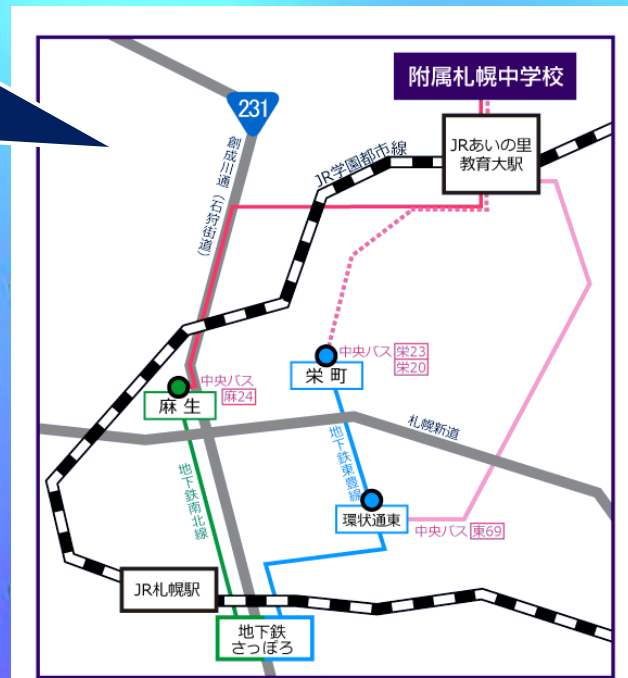 附属札幌中学校
231
JRあいの里
教育大駅
JR学園都市線
創成川通（石狩街道）
中央バス 栄23
栄20
栄町
中央バス
麻24
麻生
札幌新道
地下鉄東豊線
地下鉄南北線
環状通東
中央バス 東69
JR札幌駅
地下鉄
さっぽろ